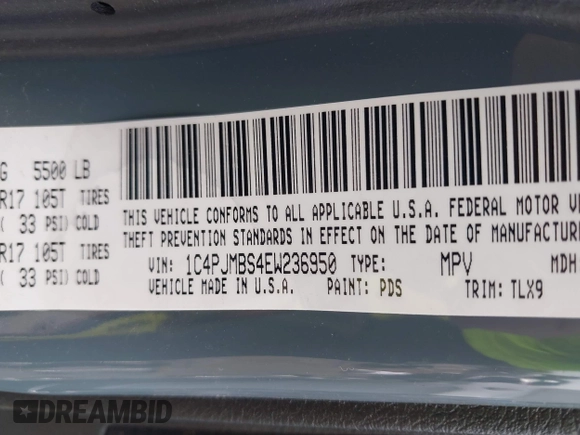 G 5500 LB
R17 105T TIRES
( 33 PSI) COLD
R17 105T TIRES
( 33 PSI) COLD
THIS VEHICLE CONFORMS TO ALL APPLICABLE U.S.A. FEDERAL MOTOR VE
THEFT PREVENTION STANDARDS IN EFFECT ON THE DATE OF MANUFACTURE
VIN: 1C4PJMBS4EW236950 TYPE: MPV MDH
VEHICLE MADE IN U.S.A. PAINT: PDS TRIM: TLX9
DREAMBID